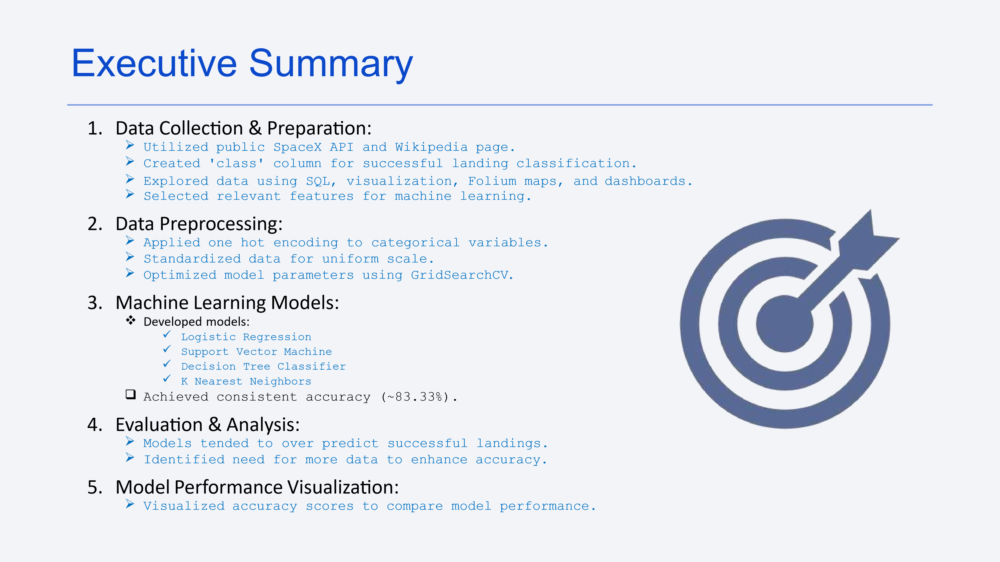 Executive Summary
1. Data Collection & Preparation:
➢ Utilized public SpaceX API and Wikipedia page.
➢ Created 'class' column for successful landing classification.
➢ Explored data using SQL, visualization, Folium maps, and dashboards.
➢ Selected relevant features for machine learning.
2. Data Preprocessing:
➢ Applied one hot encoding to categorical variables.
➢ Standardized data for uniform scale.
➢ Optimized model parameters using GridSearchCV.
3. Machine Learning Models:
❖ Developed models:
✓ Logistic Regression
✓ Support Vector Machine
✓ Decision Tree Classifier
✓ K Nearest Neighbors
❑ Achieved consistent accuracy (~83.33%).
4. Evaluation & Analysis:
➢ Models tended to over predict successful landings.
➢ Identified need for more data to enhance accuracy.
5. Model Performance Visualization:
➢ Visualized accuracy scores to compare model performance.